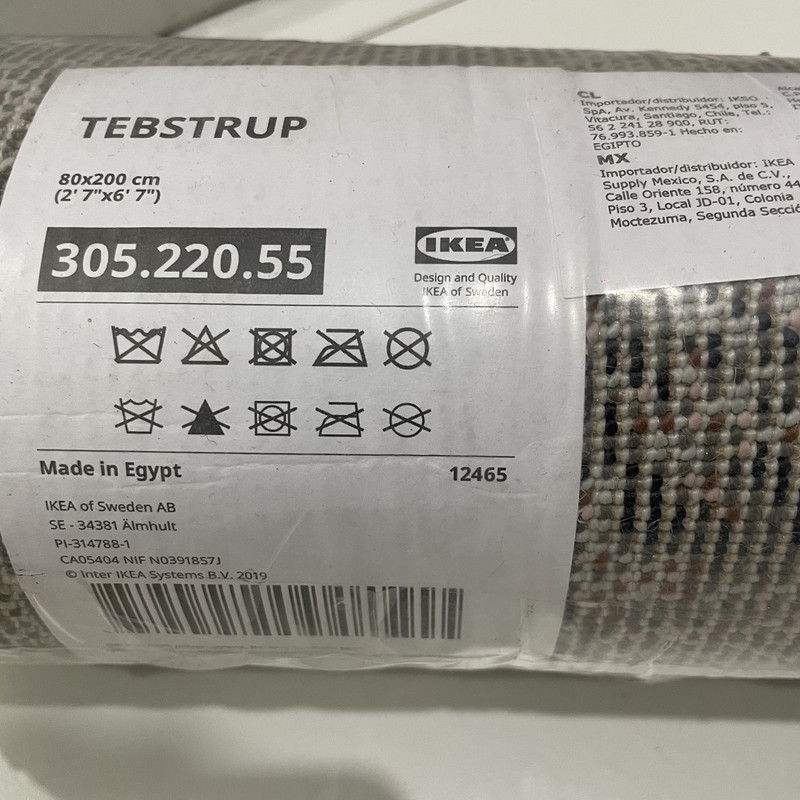 TEBSTRUP
80x200 cm
(2' 7"x6' 7")
305.220.55
IKEA
Design and Quality
IKEA of Sweden
Made in Egypt
12465
IKEA of Sweden AB
SE - 34381 Älmhult
PI-314788-1
CA05404 NIF N0391857J
© Inter IKEA Systems B.V. 2019
CL
Importador/distribuidor: IKSO
SpA, Av. Kennedy 5454, piso 5,
Vitacura, Santiago, Chile, Tel.:
56 2 241 28 900, RUT:
76.993.859-1 Hecho en:
EGIPTO
MX
Importador/distribuidor: IKEA
Supply Mexico, S.A. de C.V.,
Calle Oriente 158, número 44
Piso 3, Local JD-01, Colonia
Moctezuma, Segunda Secció